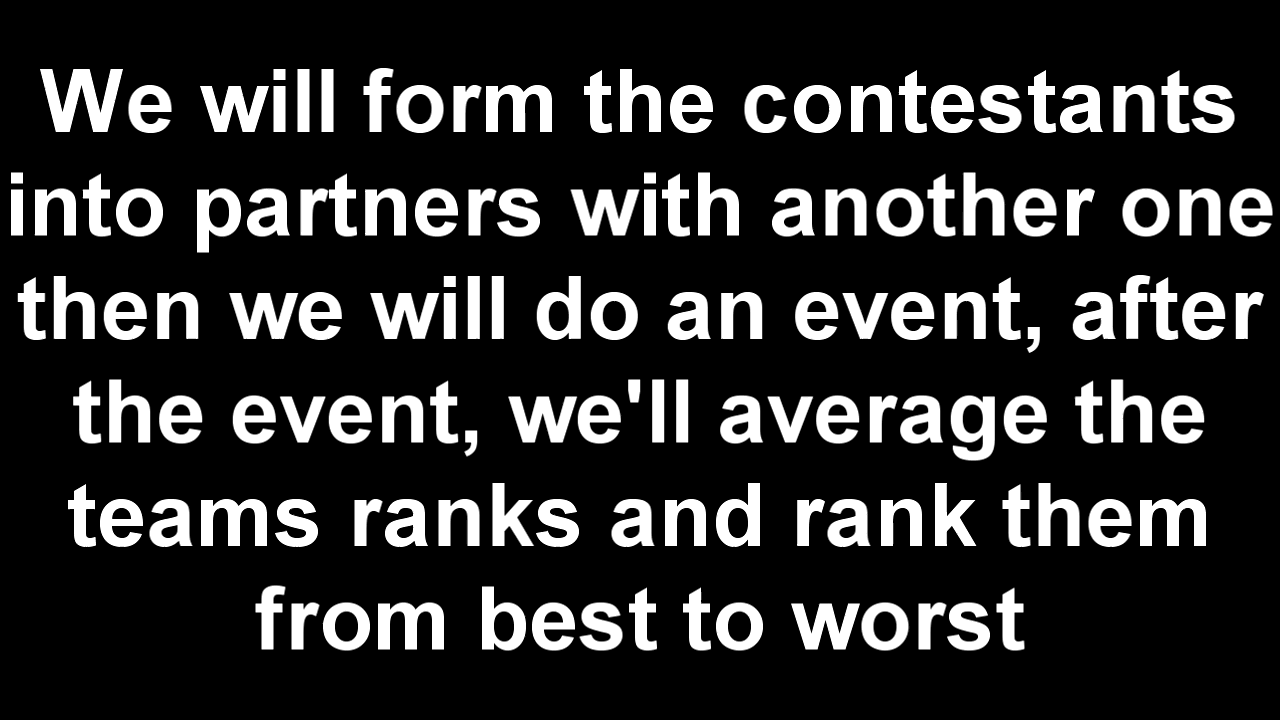 We will form the contestants
into partners with another one
then we will do an event, after
the event, we'll average the
teams ranks and rank them
from best to worst